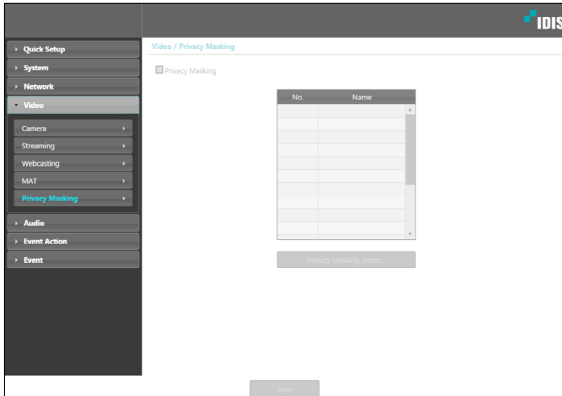 IDIS
Quick Setup
System
Network
Video
Camera
Streaming
Webcasting
MAT
Privacy Masking
Audio
Event Action
Event
Video / Privacy Masking
Privacy Masking
No. Name
Privacy Masking Setup...
Save